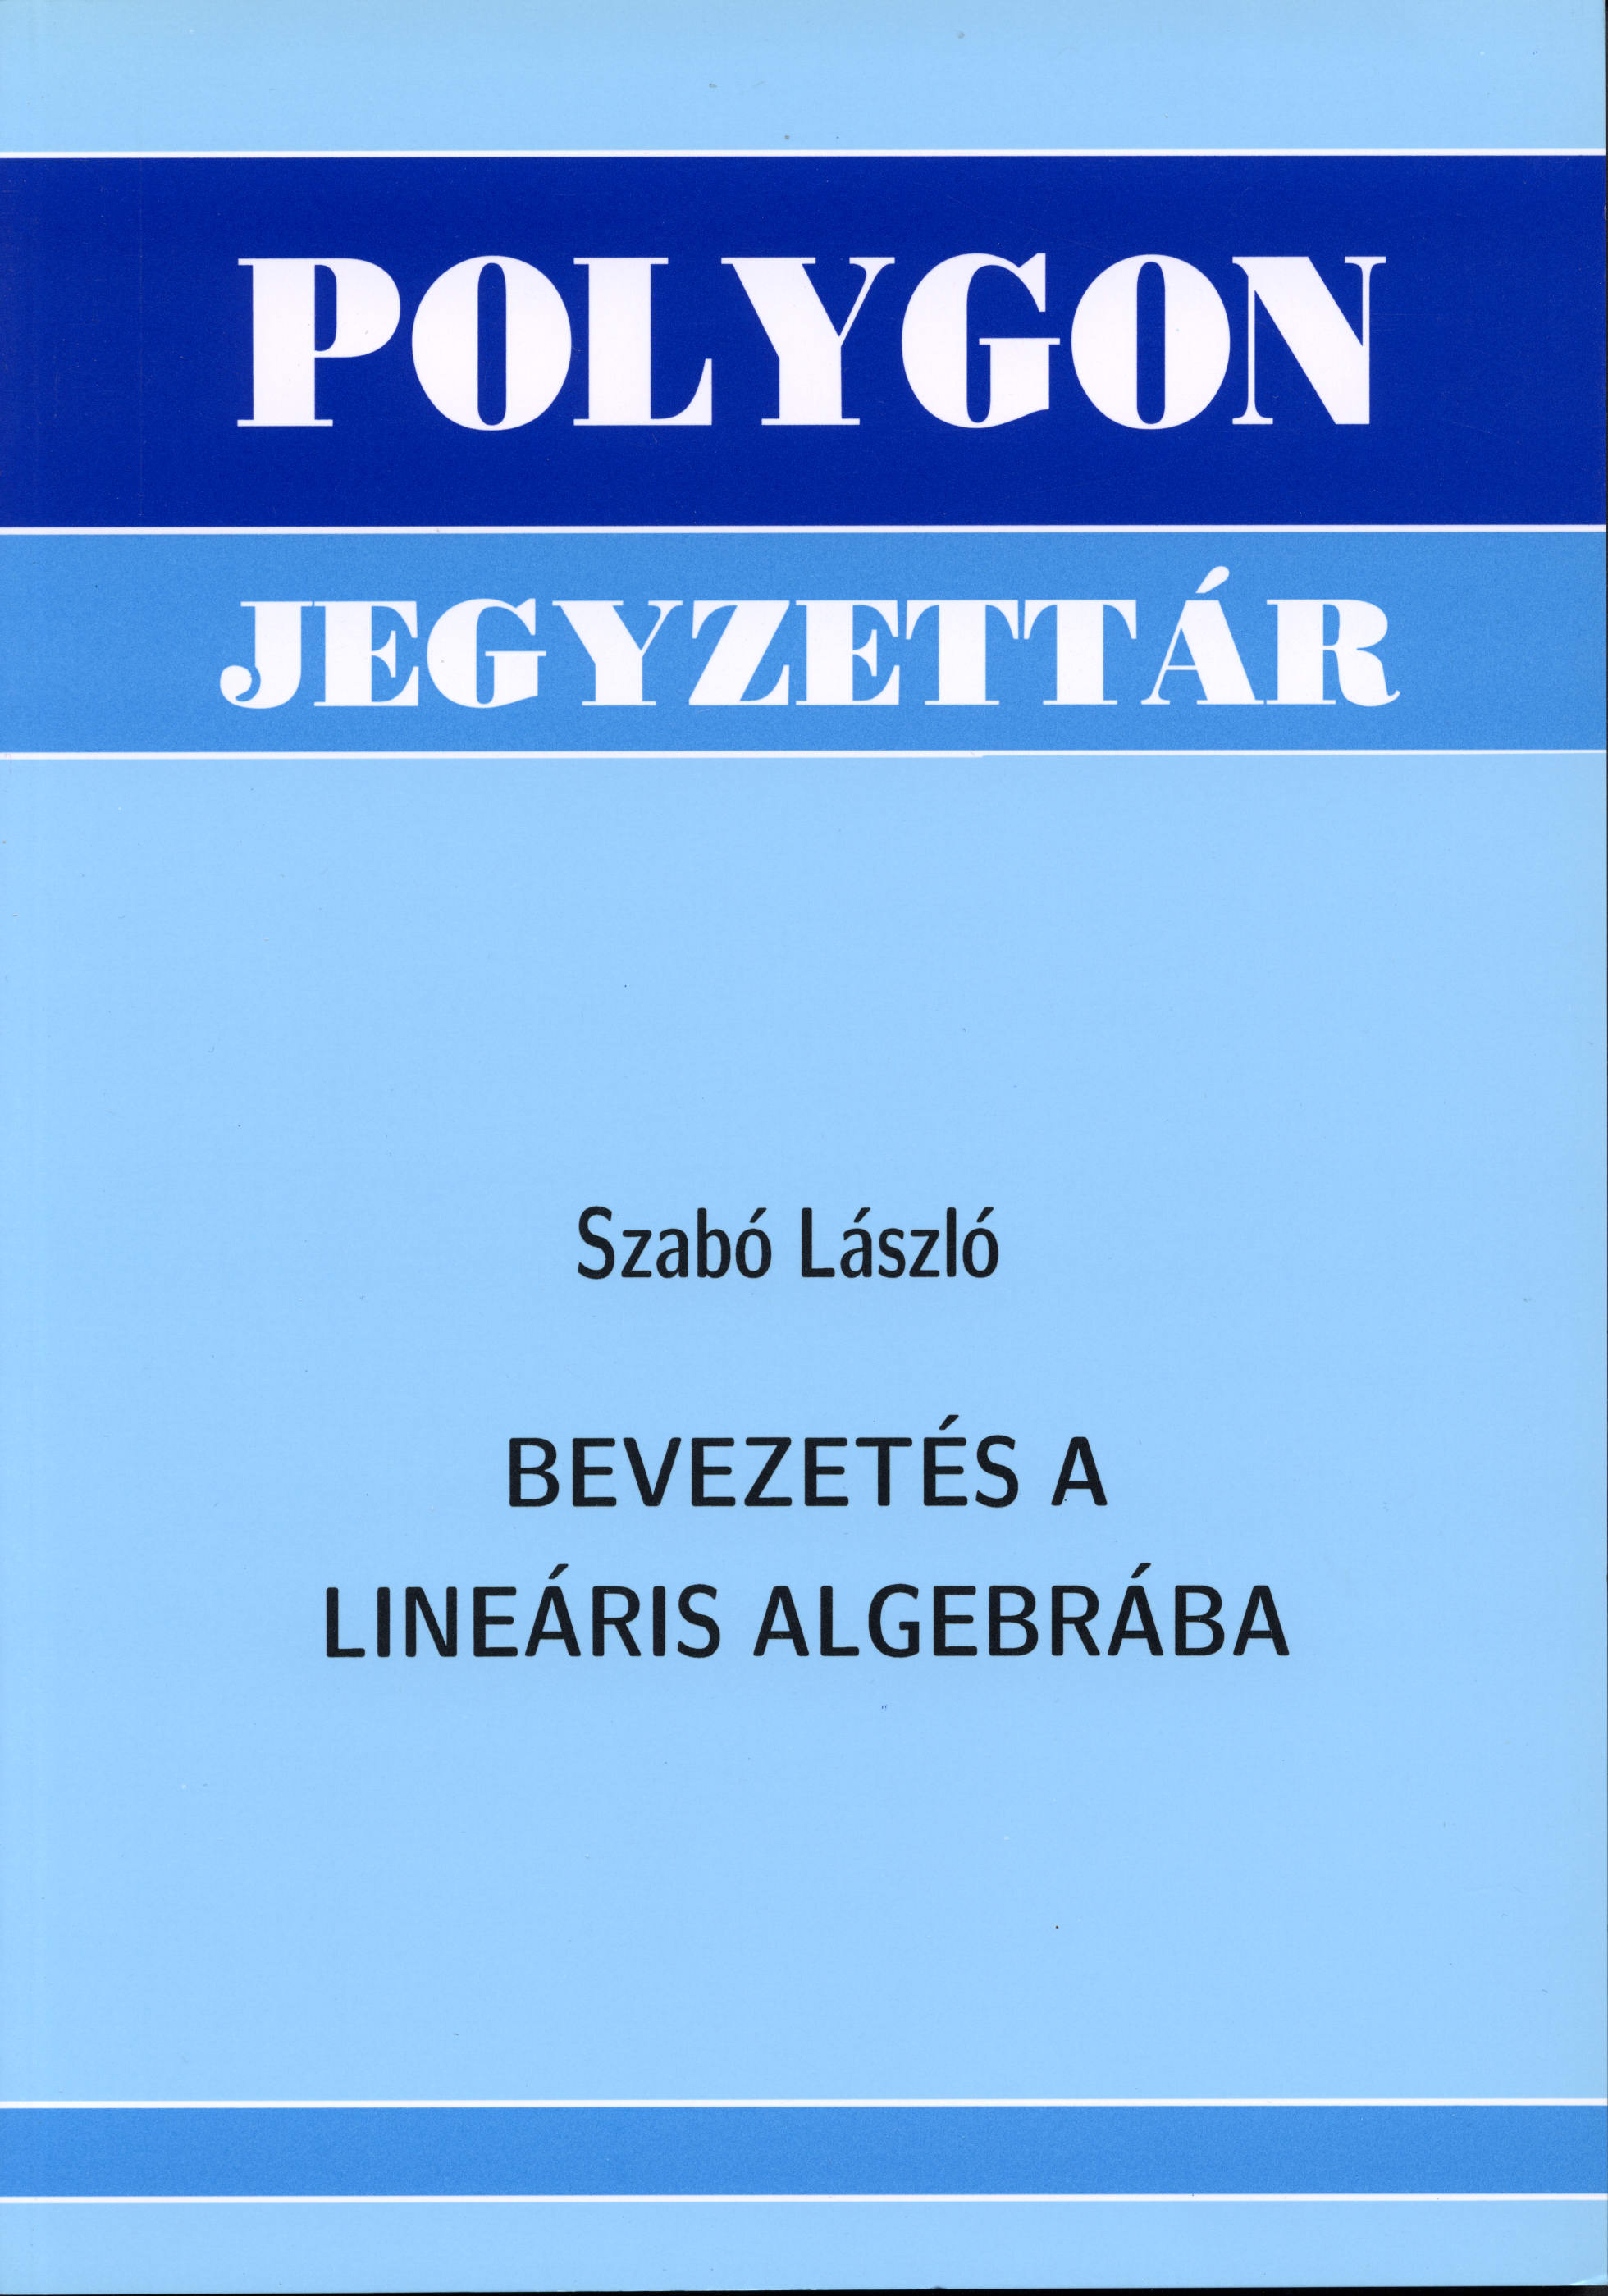 POLYGON
JEGYZETTÁR
Szabó László
BEVEZETÉS A
LINEÁRIS ALGEBRÁBA